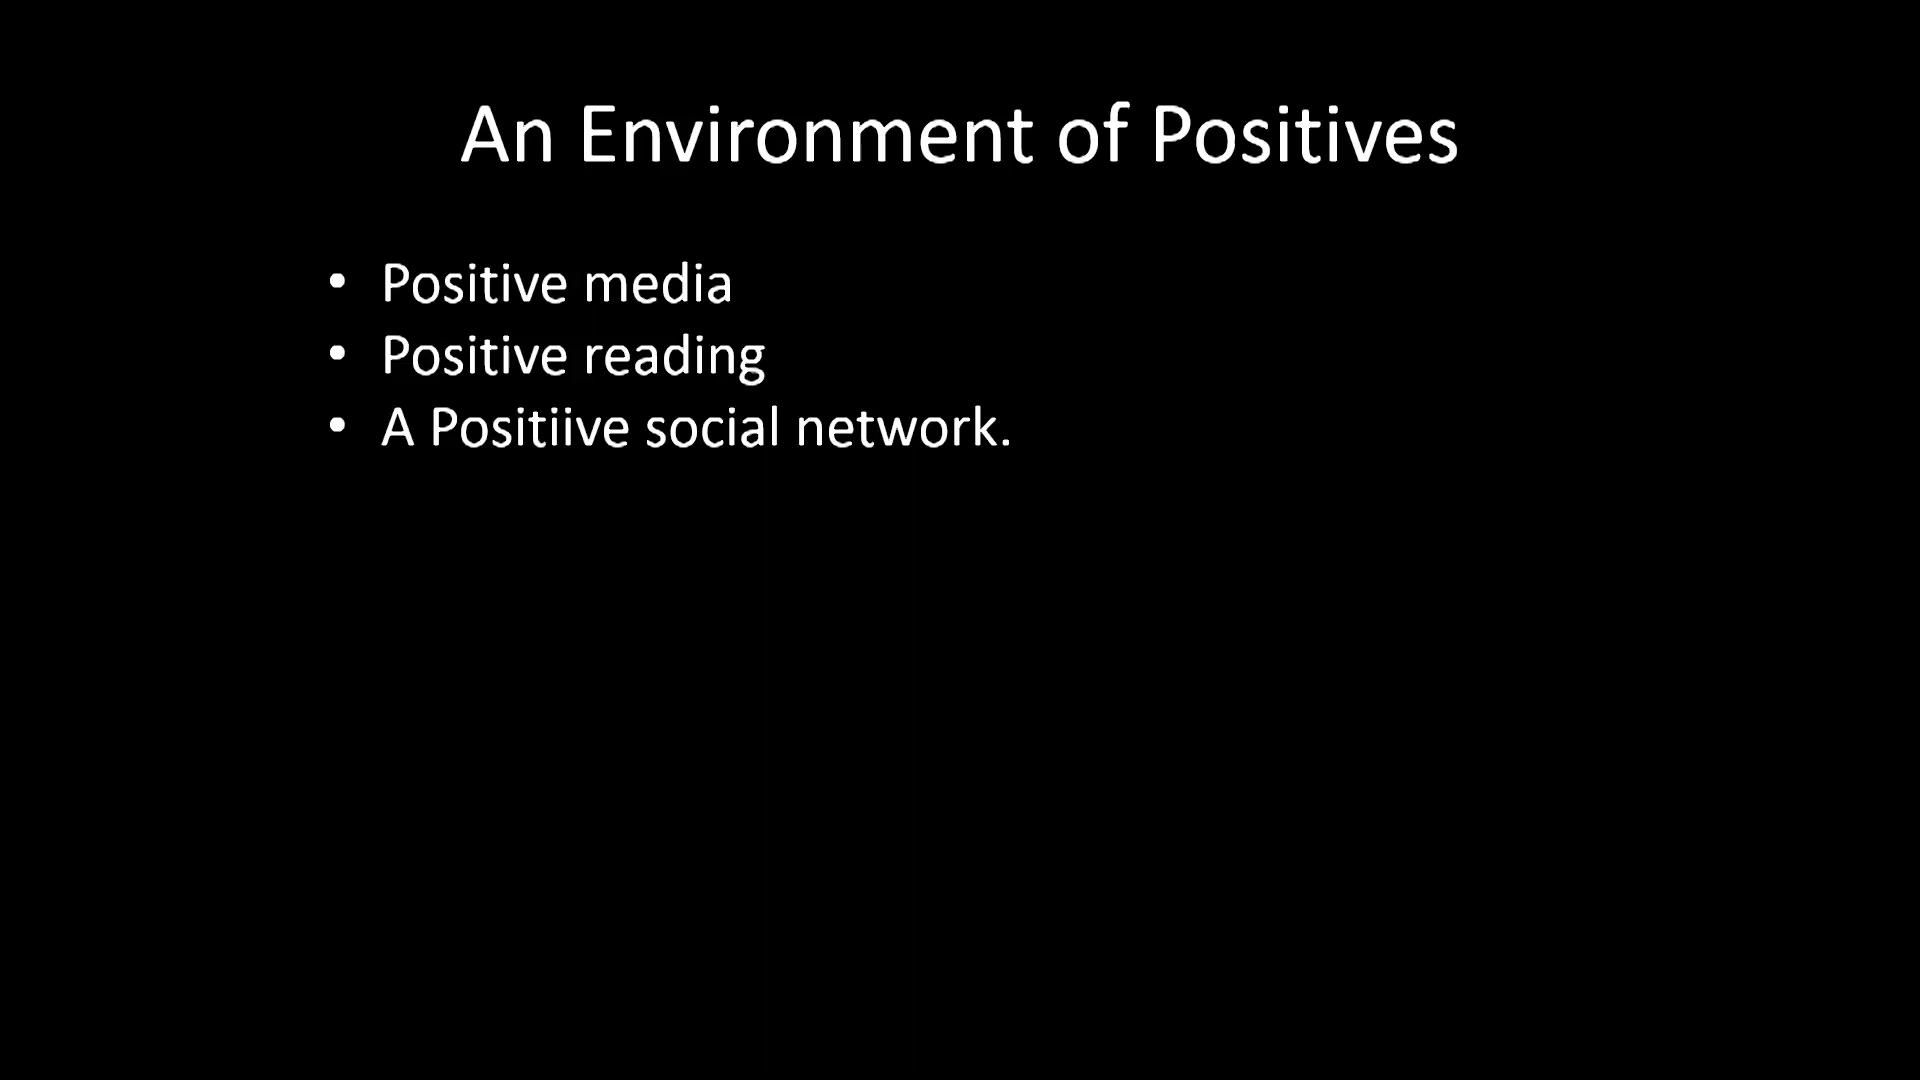 An Environment of Positives
• Positive media
• Positive reading
• A Positiive social network.